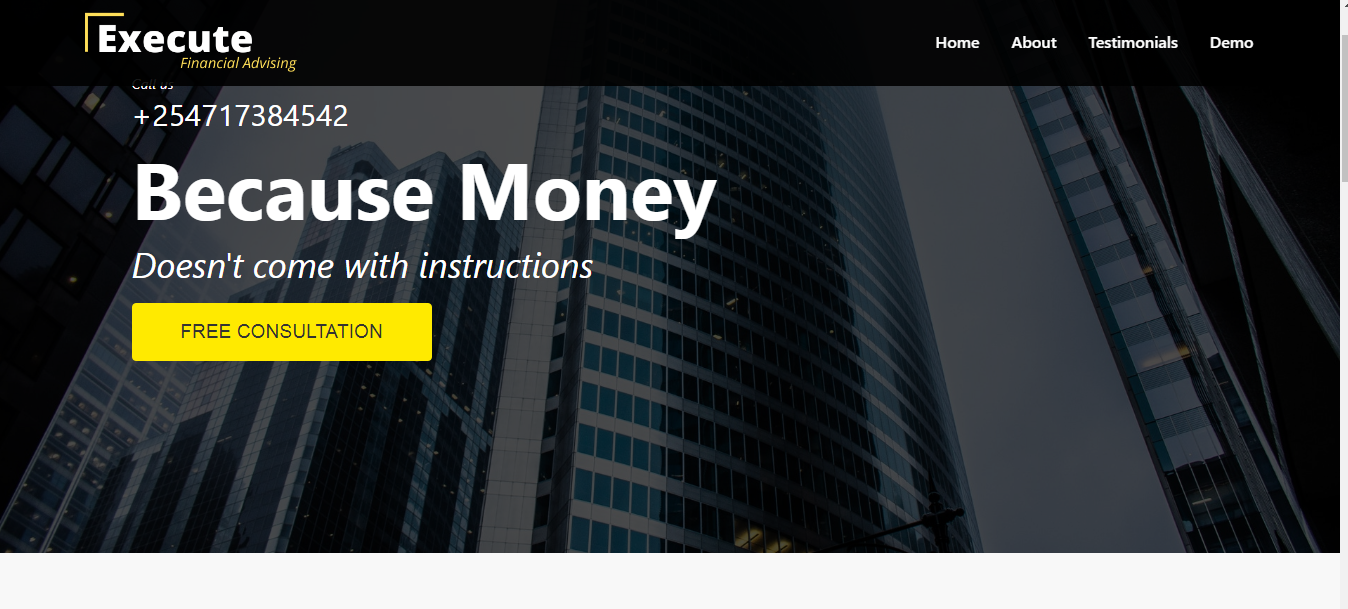 Execute
Financial Advising
Home About Testimonials Demo
Call us
+254717384542
Because Money
Doesn't come with instructions
FREE CONSULTATION